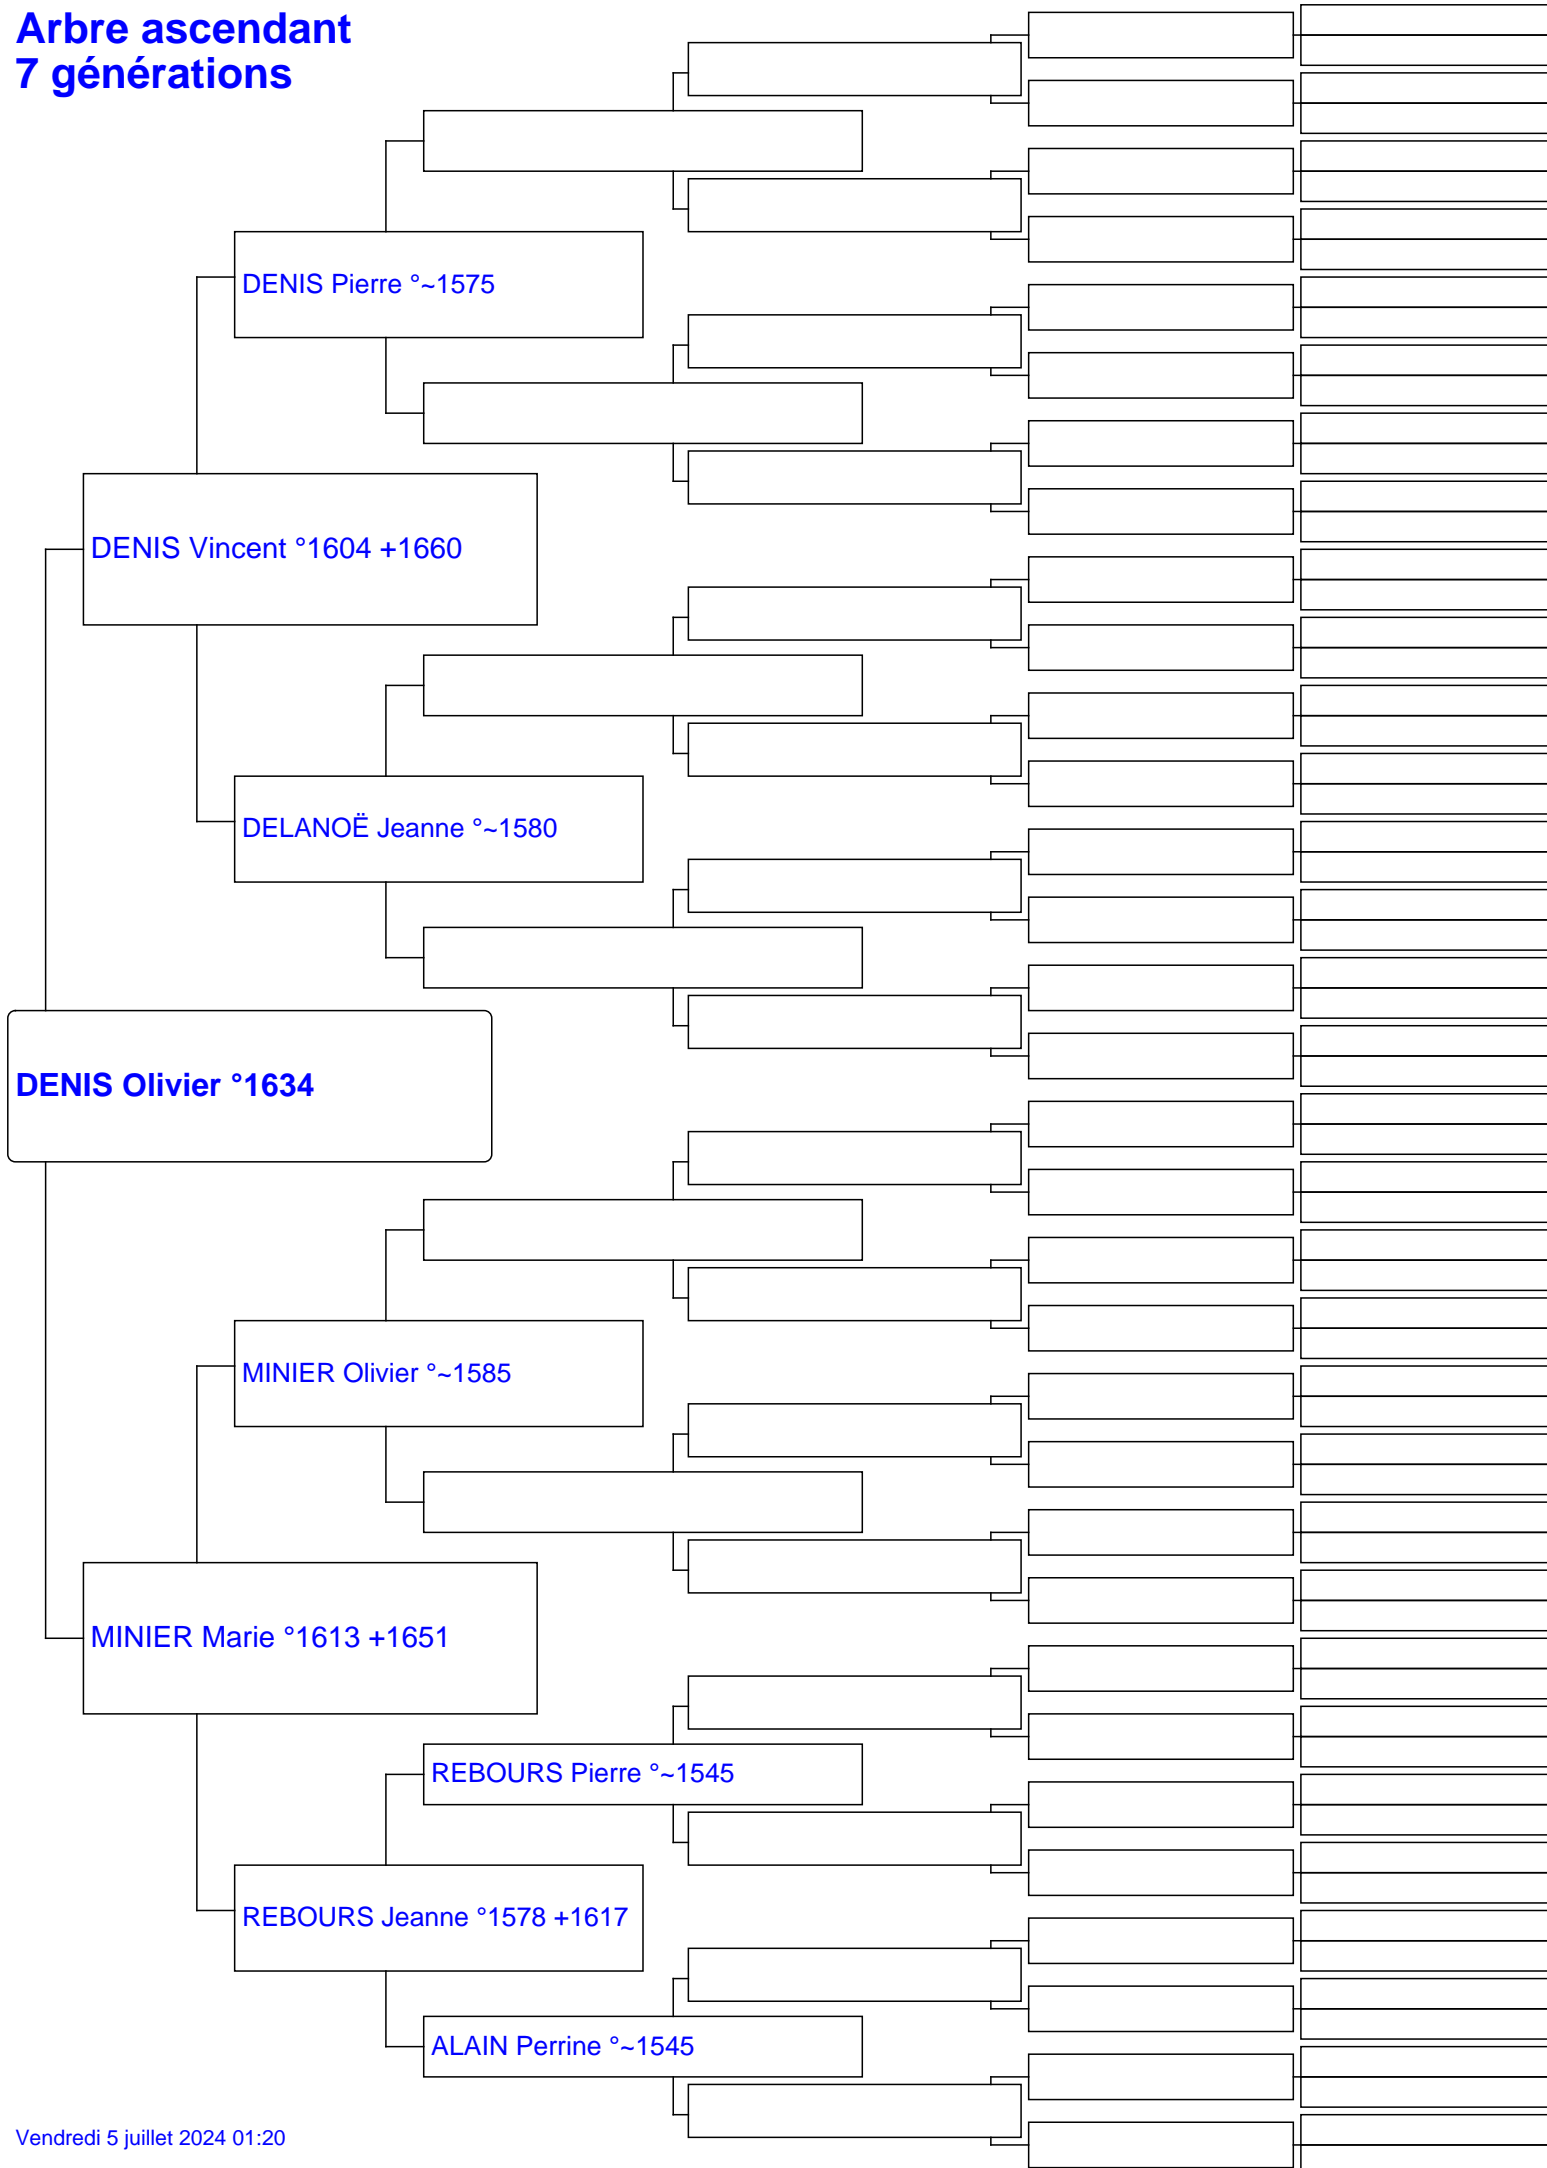 Arbre ascendant
7 générations
DENIS Pierre °~1575
DENIS Vincent °1604 +1660
DELANOË Jeanne °~1580
DENIS Olivier °1634
MINIER Olivier °~1585
MINIER Marie °1613 +1651
REBOURS Pierre °~1545
REBOURS Jeanne °1578 +1617
ALAIN Perrine °~1545
Vendredi 5 juillet 2024 01:20